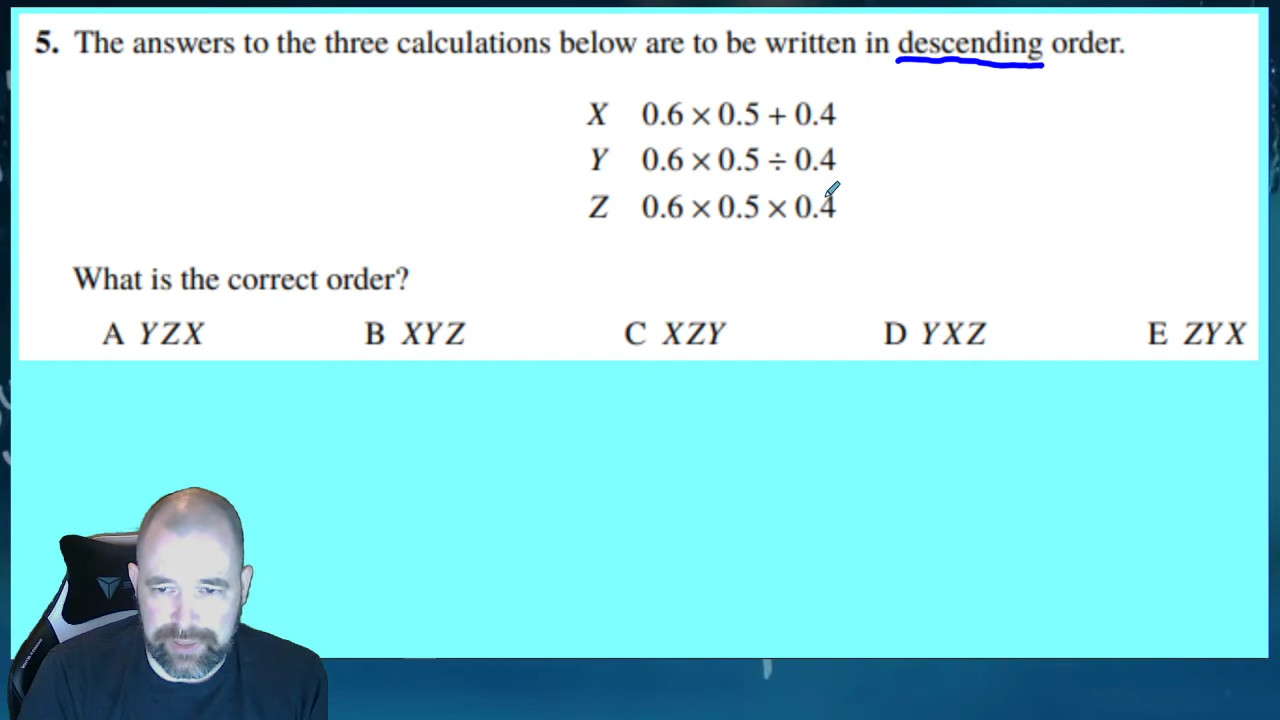 5. The answers to the three calculations below are to be written in descending order.
X 0.6 × 0.5 + 0.4
Y 0.6 × 0.5 ÷ 0.4
Z 0.6 × 0.5 × 0.4
What is the correct order?
A YZX B XYZ C XZY D YXZ E ZYX